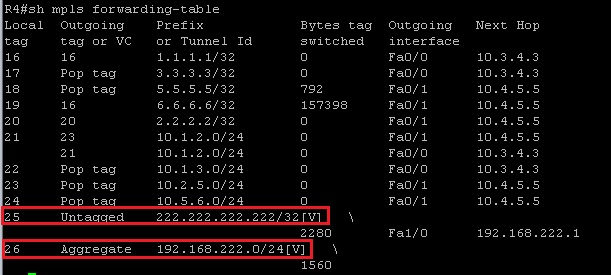 R4#sh mpls forwarding-table
Local  Outgoing    Prefix            Bytes tag  Outgoing   Next Hop
tag    tag or VC   or Tunnel Id      switched   interface
16     16          1.1.1.1/32        0          Fa0/0      10.3.4.3
17     Pop tag     3.3.3.3/32        0          Fa0/0      10.3.4.3
18     Pop tag     5.5.5.5/32        792        Fa0/1      10.4.5.5
19     16          6.6.6.6/32        157398     Fa0/1      10.4.5.5
20     20          2.2.2.2/32        0          Fa0/1      10.4.5.5
21     23          10.1.2.0/24       0          Fa0/1      10.4.5.5
       21          10.1.2.0/24       0          Fa0/0      10.3.4.3
22     Pop tag     10.1.3.0/24       0          Fa0/0      10.3.4.3
23     Pop tag     10.2.5.0/24       0          Fa0/1      10.4.5.5
24     Pop tag     10.5.6.0/24       0          Fa0/1      10.4.5.5
25     Untagged    222.222.222.222/32[V]   \
                                     2280       Fa1/0      192.168.222.1
26     Aggregate   192.168.222.0/24[V]   \
                                     1560